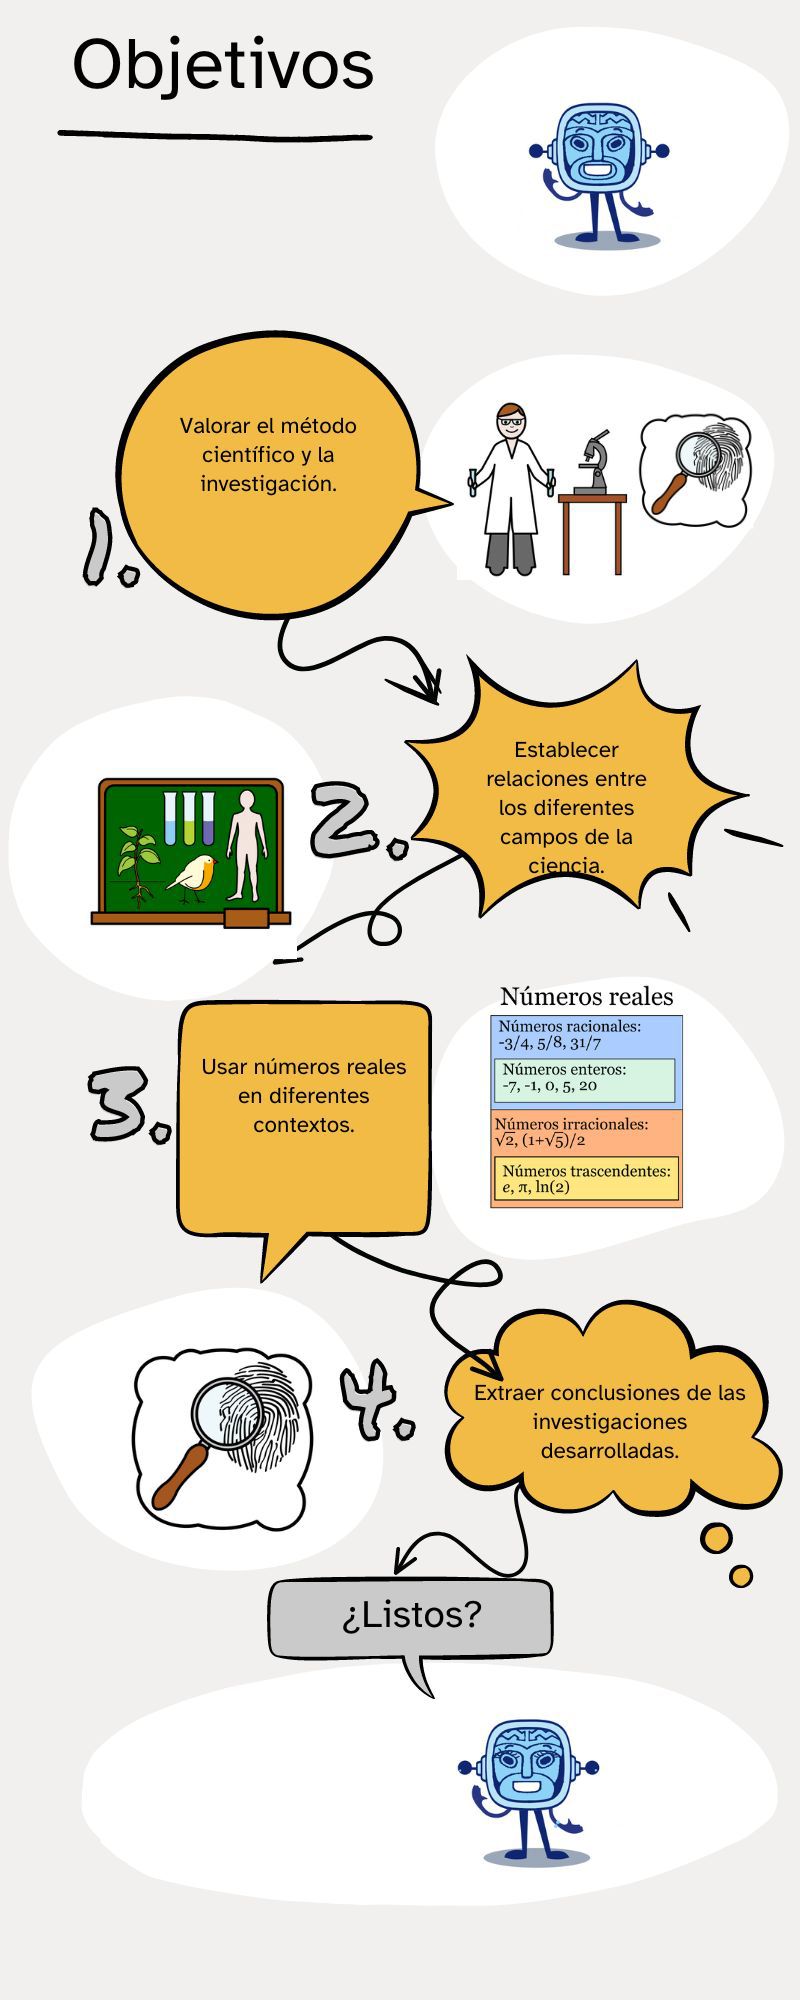 Objetivos
Valorar el método
científico y la
investigación.
1.
Establecer
relaciones entre
los diferentes
campos de la
ciencia.
2.
Números reales
Números racionales:
-3/4, 5/8, 31/7
Números enteros:
-7, -1, 0, 5, 20
Números irracionales:
√2, (1+√5)/2
Números trascendentes:
e, π, ln(2)
3.
Usar números reales
en diferentes
contextos.
4.
Extraer conclusiones de las
investigaciones
desarrolladas.
¿Listos?